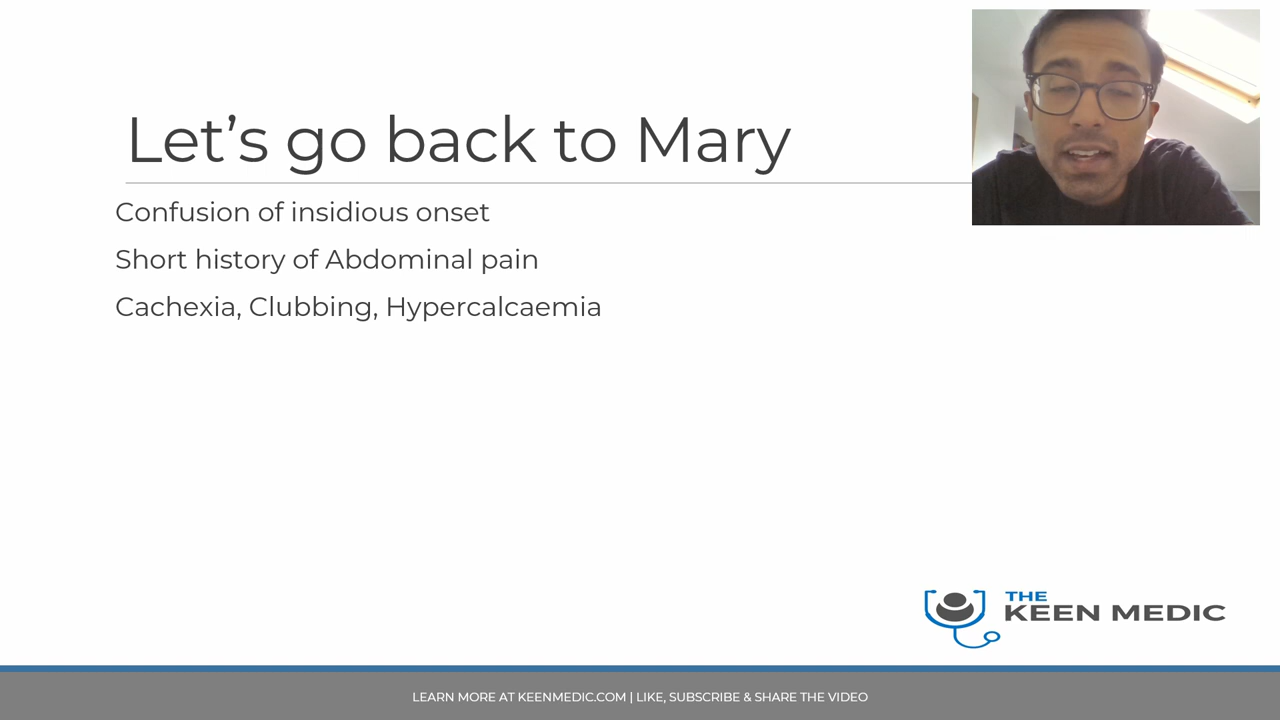 Let’s go back to Mary
Confusion of insidious onset
Short history of Abdominal pain
Cachexia, Clubbing, Hypercalcaemia
THE
KEEN MEDIC
LEARN MORE AT KEENMEDIC.COM | LIKE, SUBSCRIBE & SHARE THE VIDEO